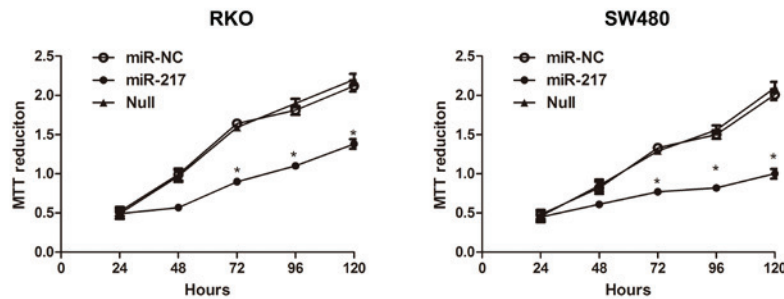 RKO
2.5
2.0
1.5
1.0
0.5
0.0
MTT reduciton
miR-NC
miR-217
Null
*
*
*
0
24
48
72
96
120
Hours
SW480
2.5
2.0
1.5
1.0
0.5
0.0
MTT reduciton
miR-NC
miR-217
Null
*
*
*
0
24
48
72
96
120
Hours